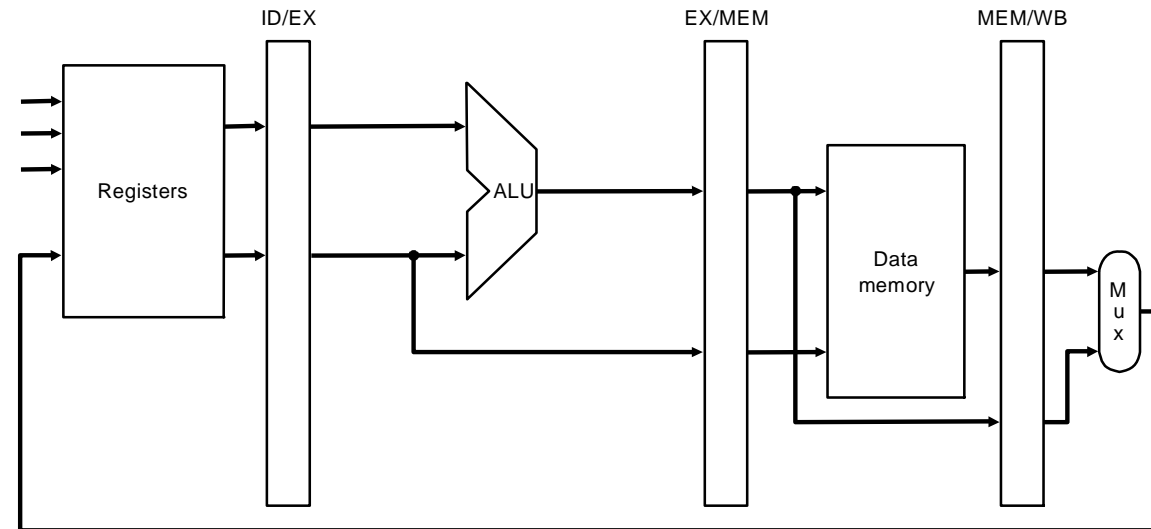 ID/EX
EX/MEM
MEM/WB
Registers
ALU
Data
memory
M
u
x